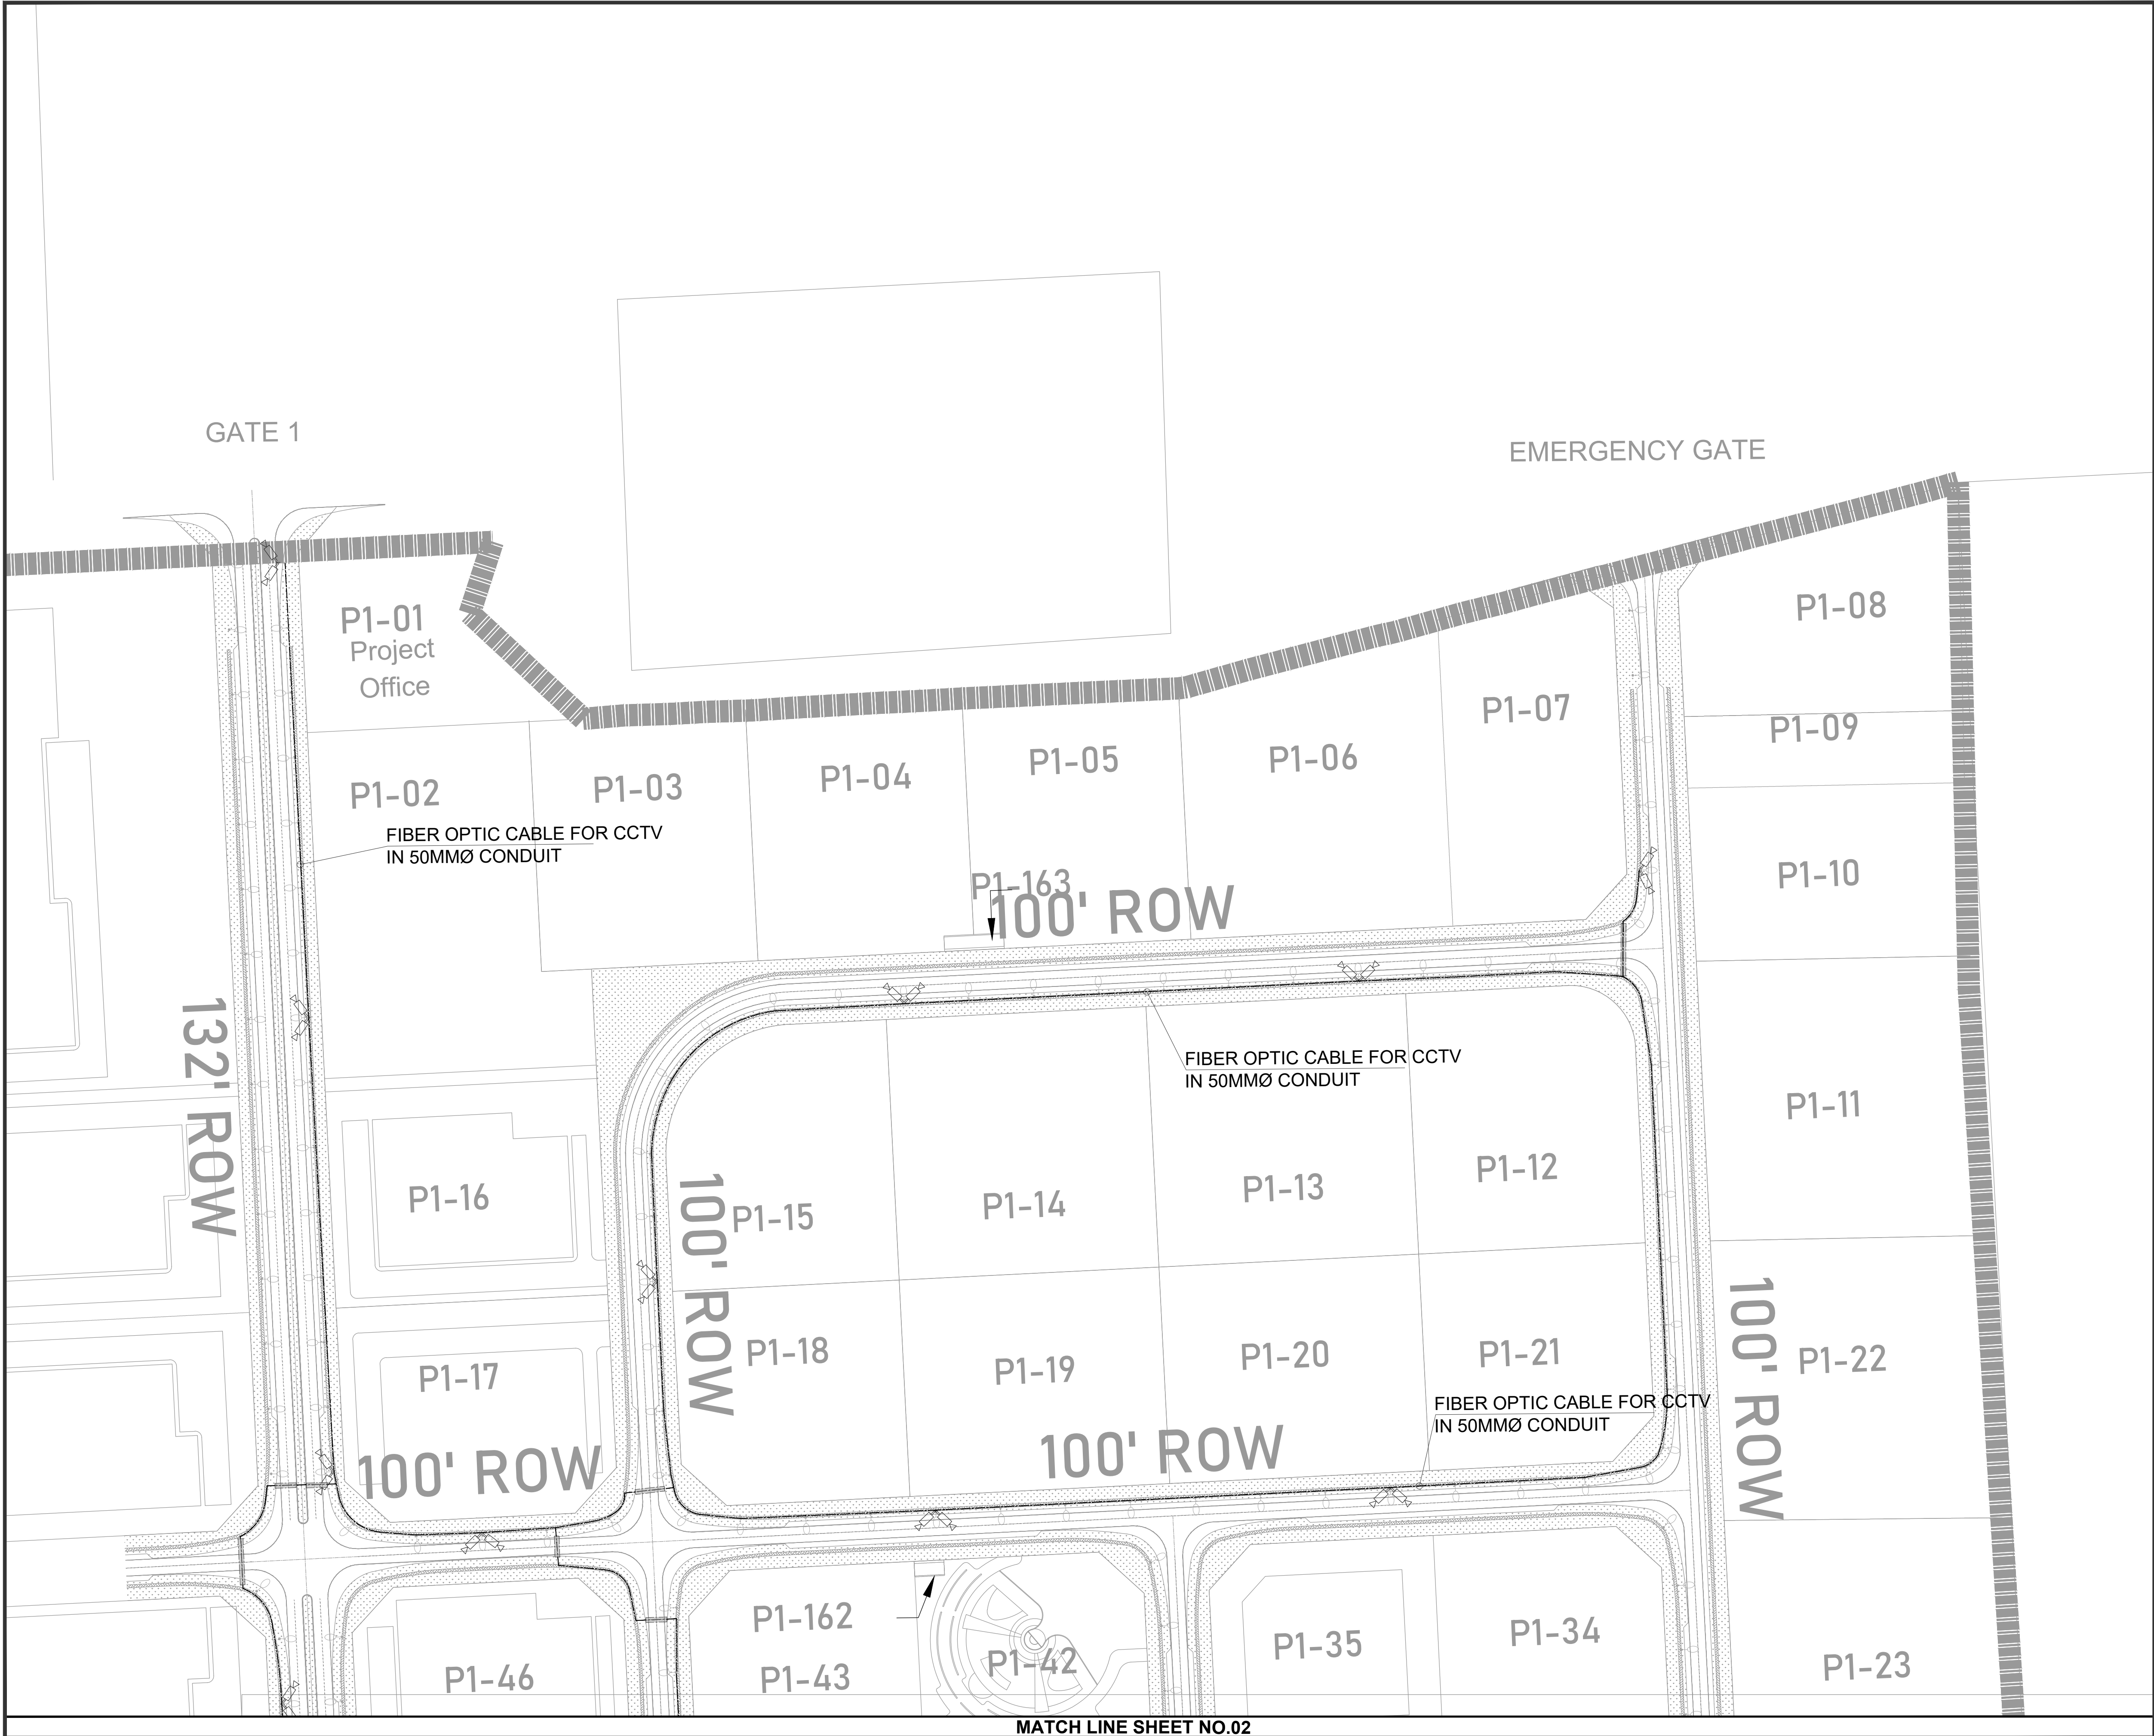 GATE 1
EMERGENCY GATE
P1-01
Project
Office
P1-08
P1-07
P1-09
P1-02
P1-03
P1-04
P1-05
P1-06
FIBER OPTIC CABLE FOR CCTV
IN 50MMØ CONDUIT
P1-163
100' ROW
P1-10
132' ROW
FIBER OPTIC CABLE FOR CCTV
IN 50MMØ CONDUIT
P1-11
P1-16
100' ROW
P1-15
P1-14
P1-13
P1-12
P1-17
P1-18
P1-19
P1-20
P1-21
100' ROW
P1-22
FIBER OPTIC CABLE FOR CCTV
IN 50MMØ CONDUIT
100' ROW
100' ROW
P1-162
P1-42
P1-35
P1-34
P1-46
P1-43
P1-23
MATCH LINE SHEET NO.02